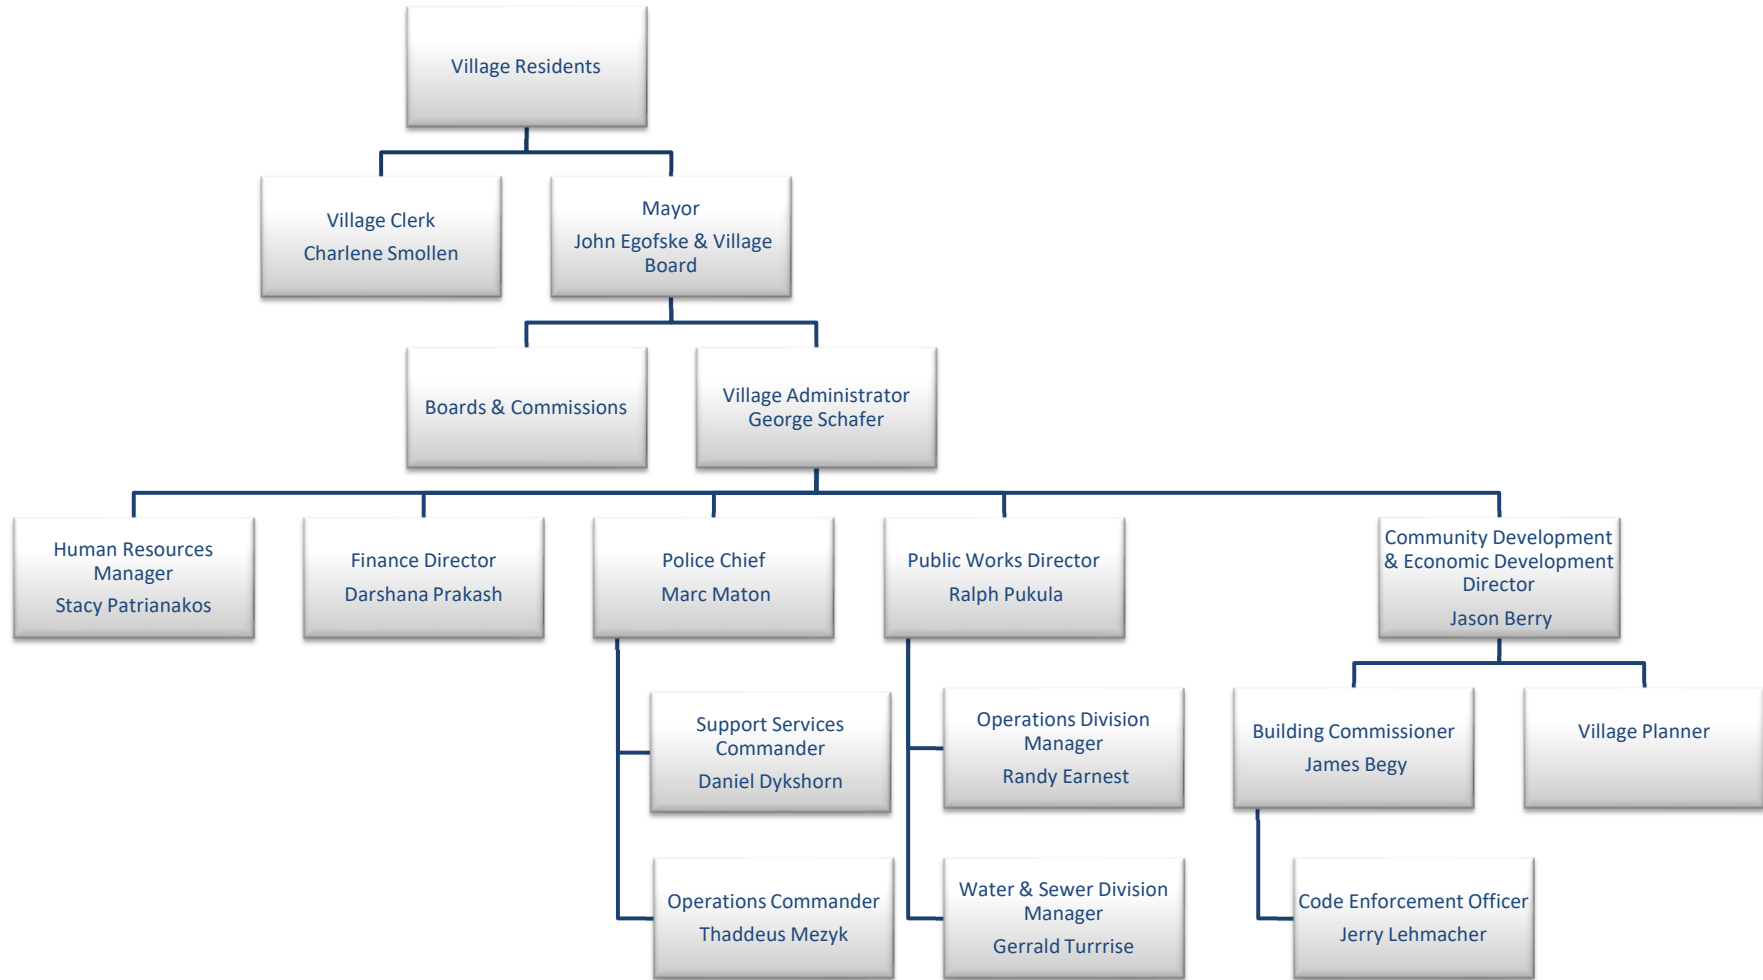 Village Residents
Village Clerk
Charlene Smollen
Mayor
John Egofske & Village
Board
Boards & Commissions
Village Administrator
George Schafer
Human Resources
Manager
Stacy Patrianakos
Finance Director
Darshana Prakash
Police Chief
Marc Maton
Public Works Director
Ralph Pukula
Community Development
& Economic Development
Director
Jason Berry
Support Services
Commander
Daniel Dykshorn
Operations Division
Manager
Randy Earnest
Building Commissioner
James Begy
Village Planner
Operations Commander
Thaddeus Mezyk
Water & Sewer Division
Manager
Gerrald Turrrise
Code Enforcement Officer
Jerry Lehmacher